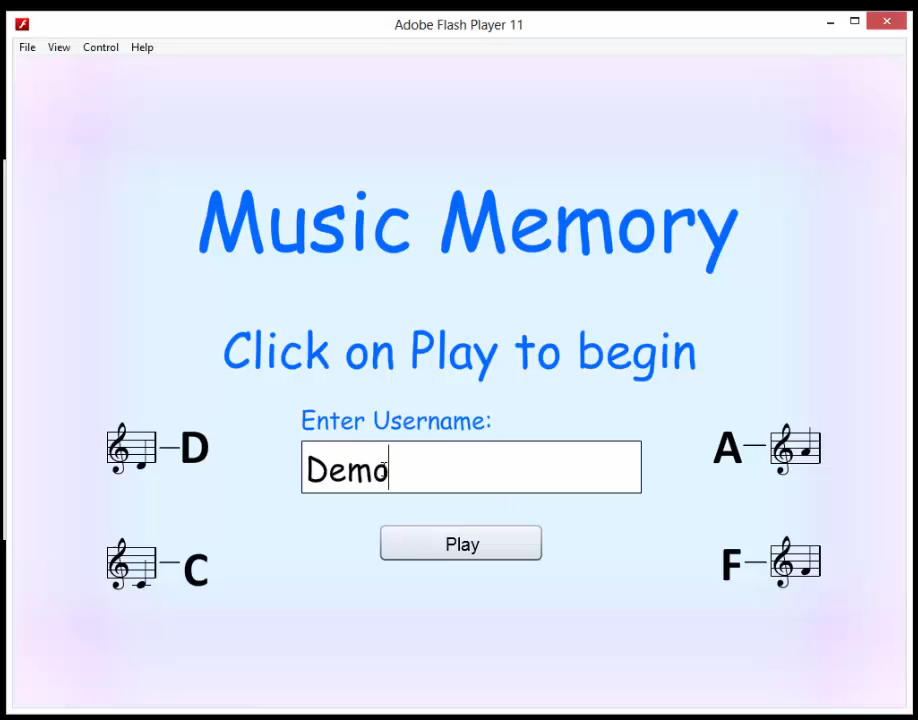 Adobe Flash Player 11
File View Control Help
Music Memory
Click on Play to begin
Enter Username:
Demo
D
A
Play
C
F